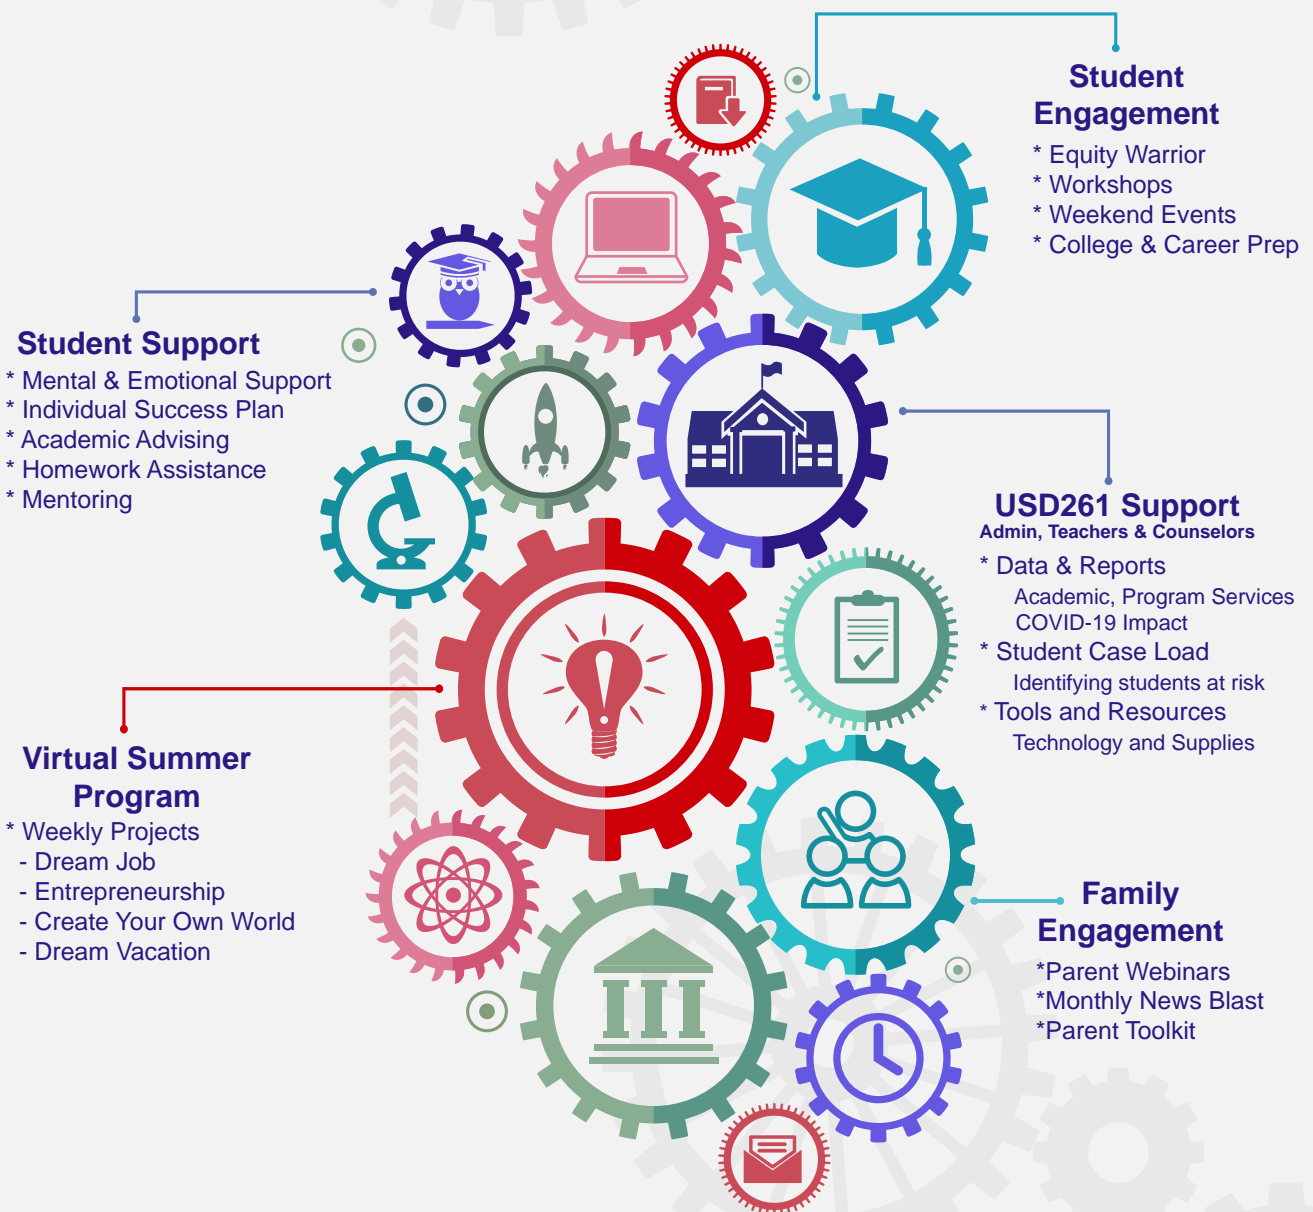 Student
Engagement
* Equity Warrior
* Workshops
* Weekend Events
* College & Career Prep
Student Support
* Mental & Emotional Support
* Individual Success Plan
* Academic Advising
* Homework Assistance
* Mentoring
USD261 Support
Admin, Teachers & Counselors
* Data & Reports
Academic, Program Services
COVID-19 Impact
* Student Case Load
Identifying students at risk
* Tools and Resources
Technology and Supplies
Virtual Summer
Program
* Weekly Projects
- Dream Job
- Entrepreneurship
- Create Your Own World
- Dream Vacation
Family
Engagement
*Parent Webinars
*Monthly News Blast
*Parent Toolkit